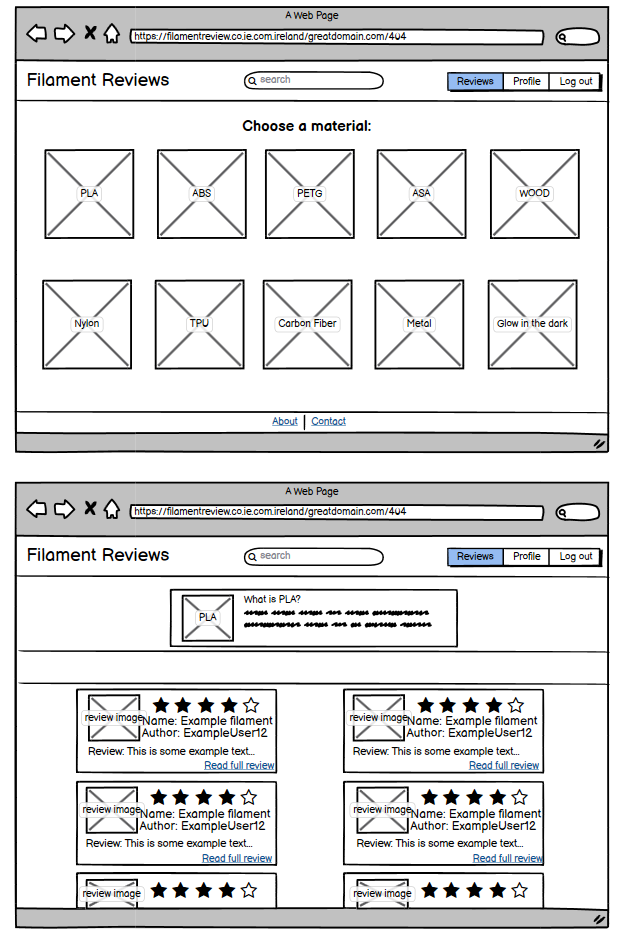 A Web Page
https://filamentreview.co.ie.com.ireland/greatdomain.com/404
Filament Reviews
search
Reviews Profile Log out
Choose a material:
PLA ABS PETG ASA WOOD
Nylon TPU Carbon Fiber Metal Glow in the dark
About Contact
A Web Page
https://filamentreview.co.ie.com.ireland/greatdomain.com/404
Filament Reviews
search
Reviews Profile Log out
PLA
What is PLA?
review image
Name: Example filament
Author: ExampleUser12
Review: This is some example text...
Read full review
review image
Name: Example filament
Author: ExampleUser12
Review: This is some example text...
Read full review
review image
Name: Example filament
Author: ExampleUser12
Review: This is some example text...
Read full review
review image
Name: Example filament
Author: ExampleUser12
Review: This is some example text...
Read full review
review image
review image